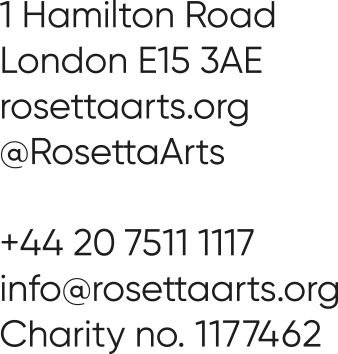 1 Hamilton Road
London E15 3AE
rosettaarts.org
@RosettaArts
+44 20 7511 1117
info@rosettaarts.org
Charity no. 1177462